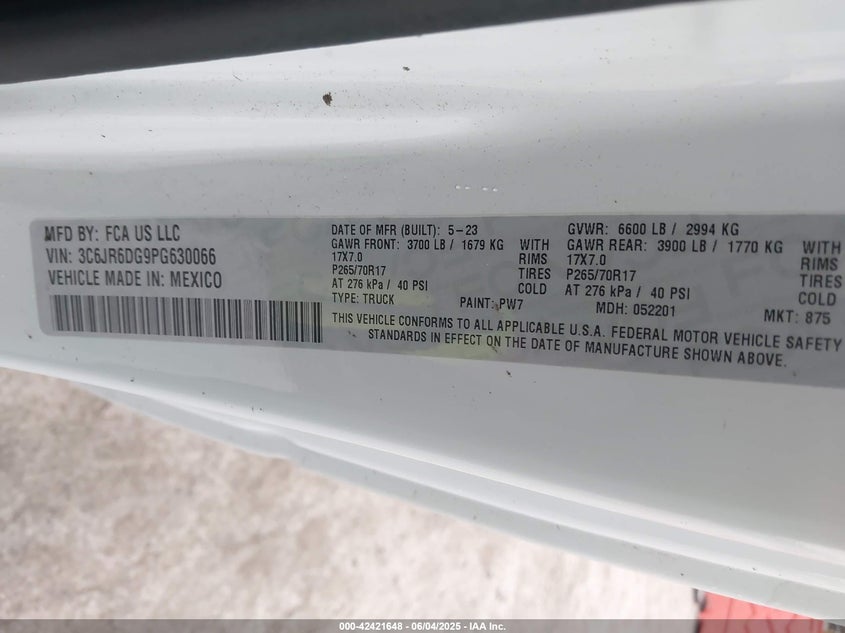 MFD BY: FCA US LLC
VIN: 3C6JR6DG9PG630066
VEHICLE MADE IN: MEXICO
DATE OF MFR (BUILT): 5-23 GVWR: 6600 LB / 2994 KG
GAWR FRONT: 3700 LB / 1679 KG WITH GAWR REAR: 3900 LB / 1770 KG WITH
17X7.0 RIMS 17X7.0 RIMS
P265/70R17 TIRES P265/70R17 TIRES
AT 276 kPa / 40 PSI COLD AT 276 kPa / 40 PSI COLD
TYPE: TRUCK PAINT: PW7 MDH: 052201 MKT: 875
THIS VEHICLE CONFORMS TO ALL APPLICABLE U.S.A. FEDERAL MOTOR VEHICLE SAFETY
STANDARDS IN EFFECT ON THE DATE OF MANUFACTURE SHOWN ABOVE.
000-42421648 - 06/04/2025 - IAA Inc.